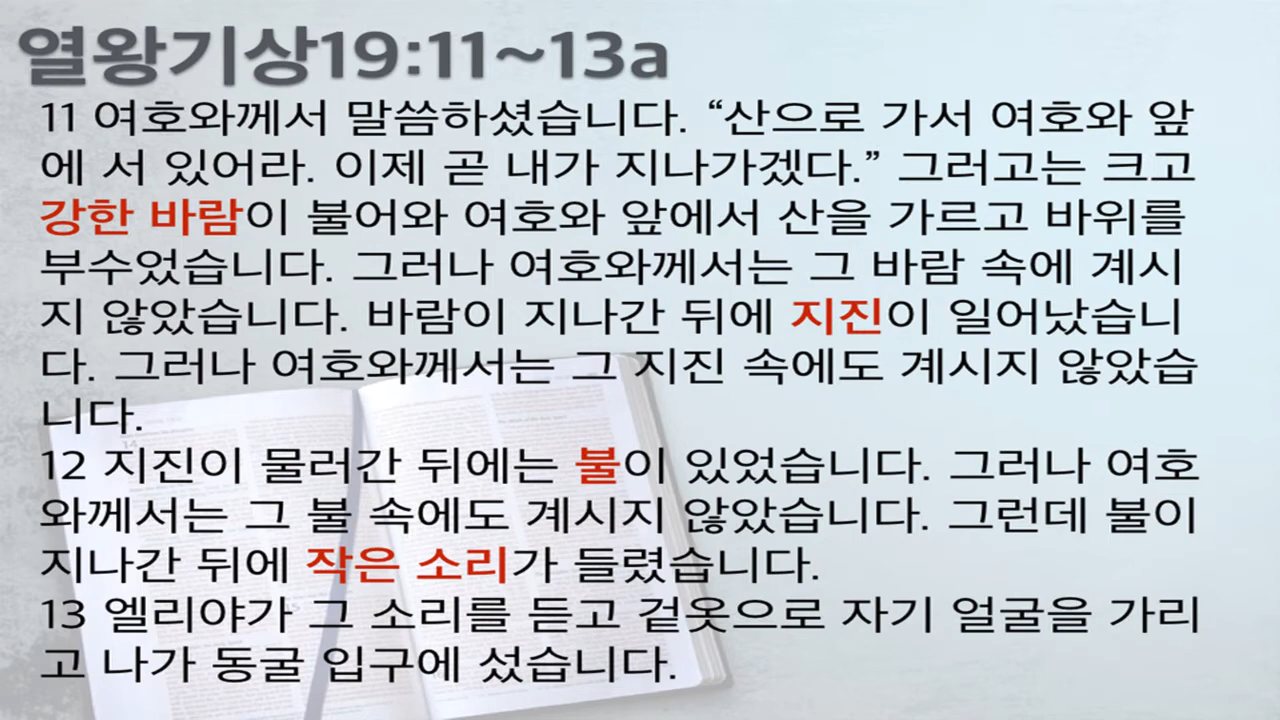 열왕기상19:11~13a
11 여호와께서 말씀하셨습니다. “산으로 가서 여호와 앞
에 서 있어라. 이제 곧 내가 지나가겠다.” 그러고는 크고
강한 바람이 불어와 여호와 앞에서 산을 가르고 바위를
부수었습니다. 그러나 여호와께서는 그 바람 속에 계시
지 않았습니다. 바람이 지나간 뒤에 지진이 일어났습니
다. 그러나 여호와께서는 그 지진 속에도 계시지 않았습
니다.
12 지진이 물러간 뒤에는 불이 있었습니다. 그러나 여호
와께서는 그 불 속에도 계시지 않았습니다. 그런데 불이
지나간 뒤에 작은 소리가 들렸습니다.
13 엘리야가 그 소리를 듣고 겉옷으로 자기 얼굴을 가리
고 나가 동굴 입구에 섰습니다.